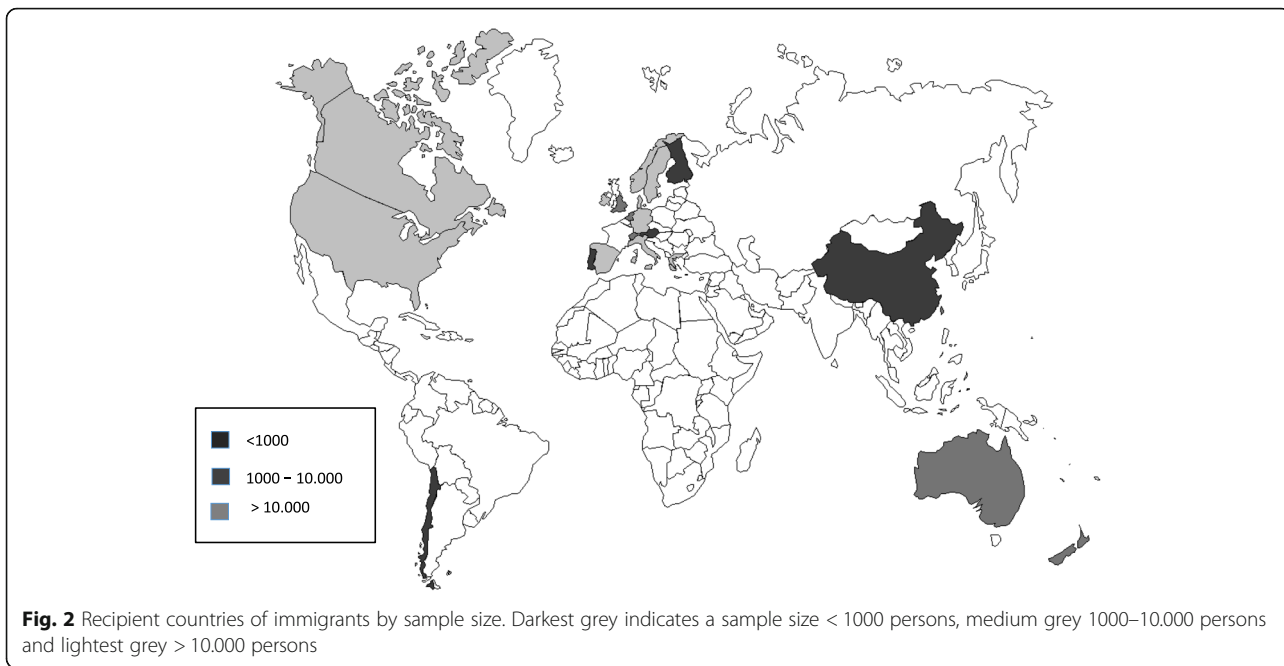 <1000
1000 – 10.000
> 10.000
Fig. 2 Recipient countries of immigrants by sample size. Darkest grey indicates a sample size < 1000 persons, medium grey 1000–10.000 persons
and lightest grey > 10.000 persons